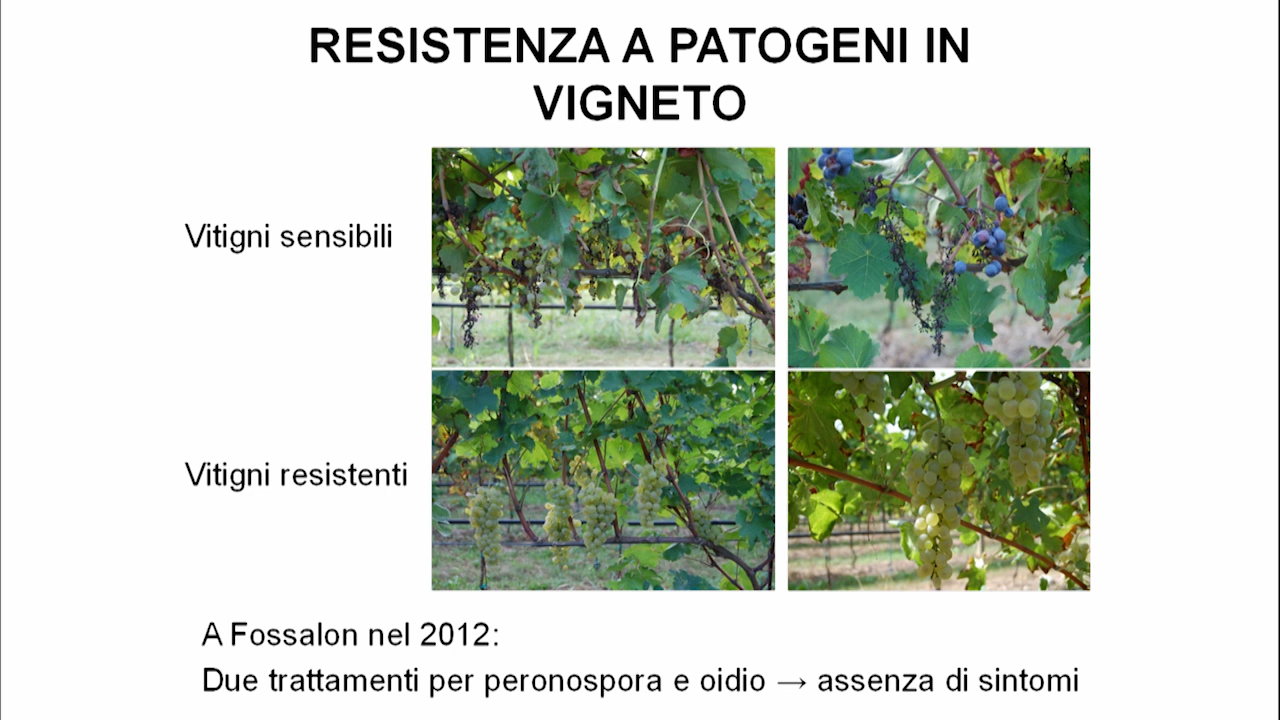 RESISTENZA A PATOGENI IN
VIGNETO
Vitigni sensibili
Vitigni resistenti
A Fossalon nel 2012:
Due trattamenti per peronospora e oidio → assenza di sintomi